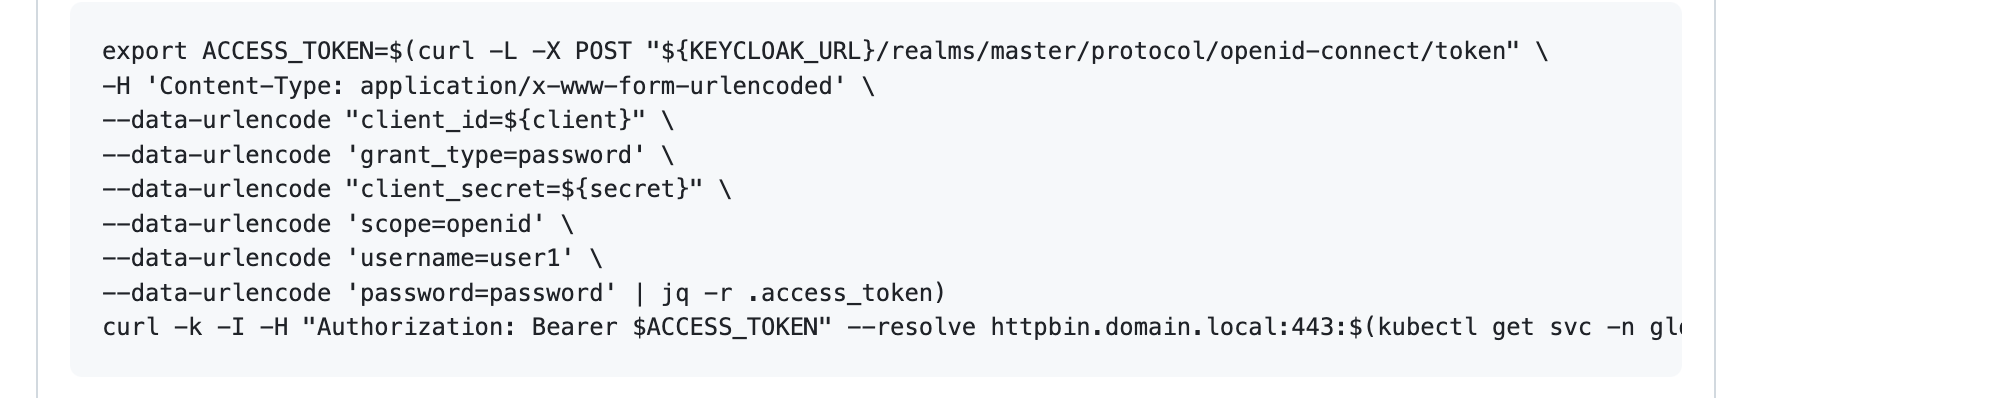 export ACCESS_TOKEN=$(curl -L -X POST "${KEYCLOAK_URL}/realms/master/protocol/openid-connect/token" \
-H 'Content-Type: application/x-www-form-urlencoded' \
--data-urlencode "client_id=${client}" \
--data-urlencode 'grant_type=password' \
--data-urlencode "client_secret=${secret}" \
--data-urlencode 'scope=openid' \
--data-urlencode 'username=user1' \
--data-urlencode 'password=password' | jq -r .access_token)
curl -k -I -H "Authorization: Bearer $ACCESS_TOKEN" --resolve httpbin.domain.local:443:$(kubectl get svc -n